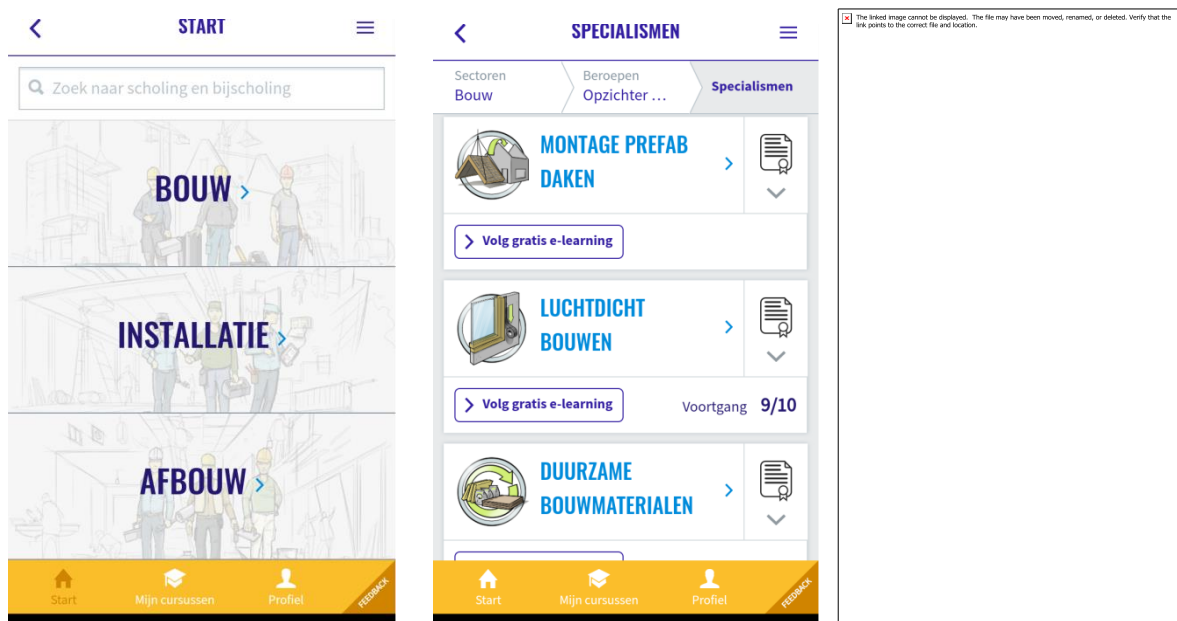 START
Zoek naar scholing en bijscholing
BOUW
INSTALLATIE
AFBOUW
Start
Mijn cursussen
Profiel
FEEDBACK
SPECIALISMEN
Sectoren
Bouw
Beroepen
Opzichter ...
Specialismen
MONTAGE PREFAB
DAKEN
Volg gratis e-learning
LUCHTDICHT
BOUWEN
Volg gratis e-learning
Voortgang 9/10
DUURZAME
BOUWMATERIALEN
Start
Mijn cursussen
Profiel
FEEDBACK
The linked image cannot be displayed. The file may have been moved, renamed, or deleted. Verify that the
link points to the correct file and location.